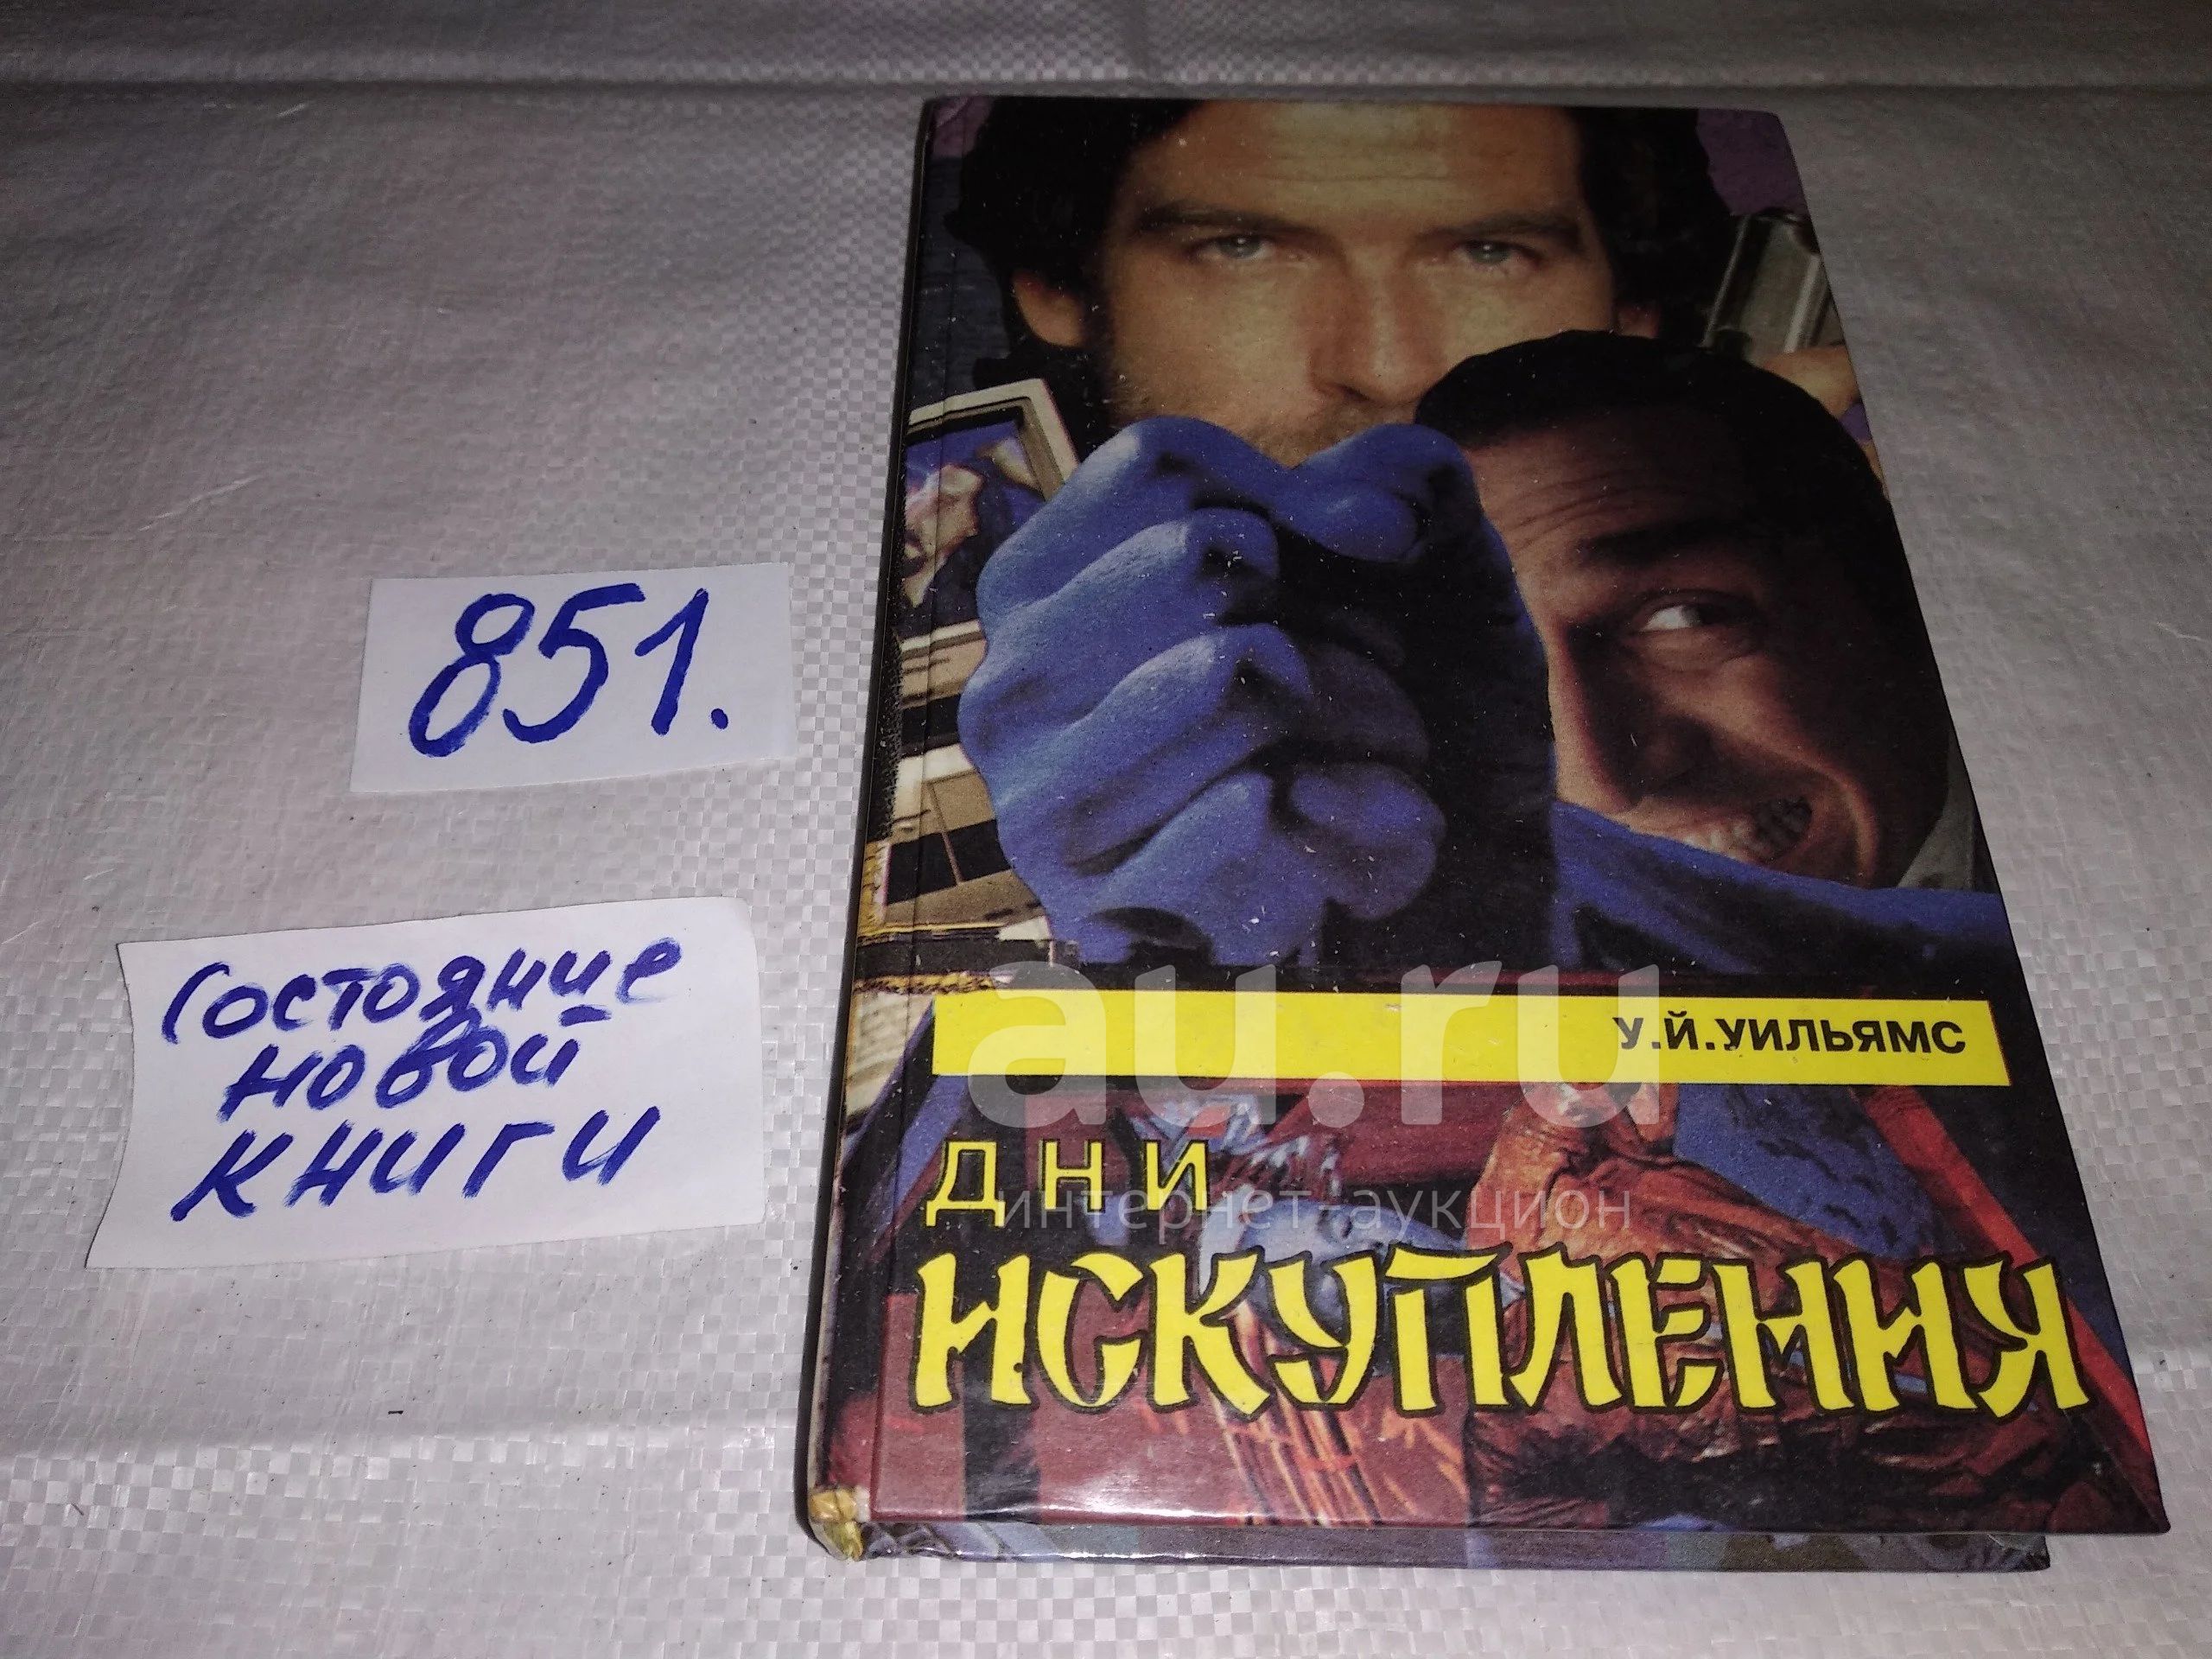 851.
Состояние
новой
книги
У.Й.УИЛЬЯМС
ДНИ
ИСКУПЛЕНИЯ
au.ru
интернет аукцион